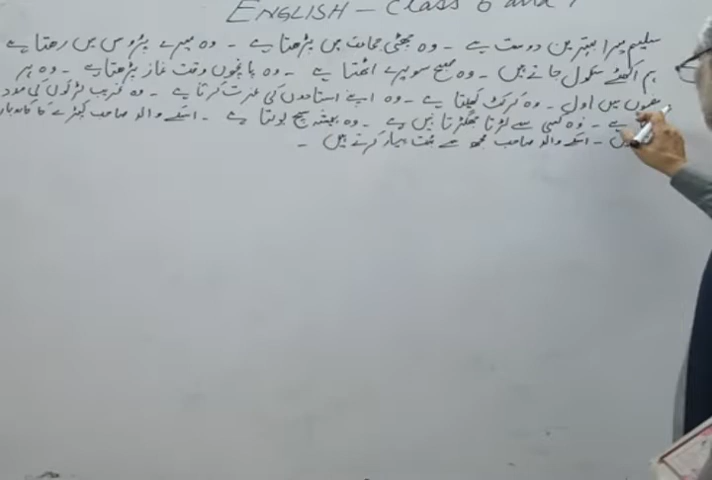 ENGLISH - Class 6 and 7
سلیم میرا بہترین دوست ہے ۔ وہ چھٹی جماعت میں پڑھتا ہے ۔ وہ میرے پڑوس میں رہتا ہے
ہم اکٹھے سکول جاتے ہیں ۔ وہ صبح سویرے اٹھتا ہے ۔ وہ پانچوں وقت نماز پڑھتا ہے ۔ وہ ہر
میں اول ۔ وہ کرکٹ کھیلتا ہے ۔ وہ اپنے استادوں کی عزت کرتا ہے ۔ وہ غریب لڑکوں کی مدد
ہے ۔ وہ کسی سے لڑتا جھگڑتا نہیں ہے ۔ وہ ہمیشہ سچ بولتا ہے ۔ اسکے والد صاحب کپڑے کا کاروبار
۔ اسکے والد صاحب مجھ سے بہت پیار کرتے ہیں ۔